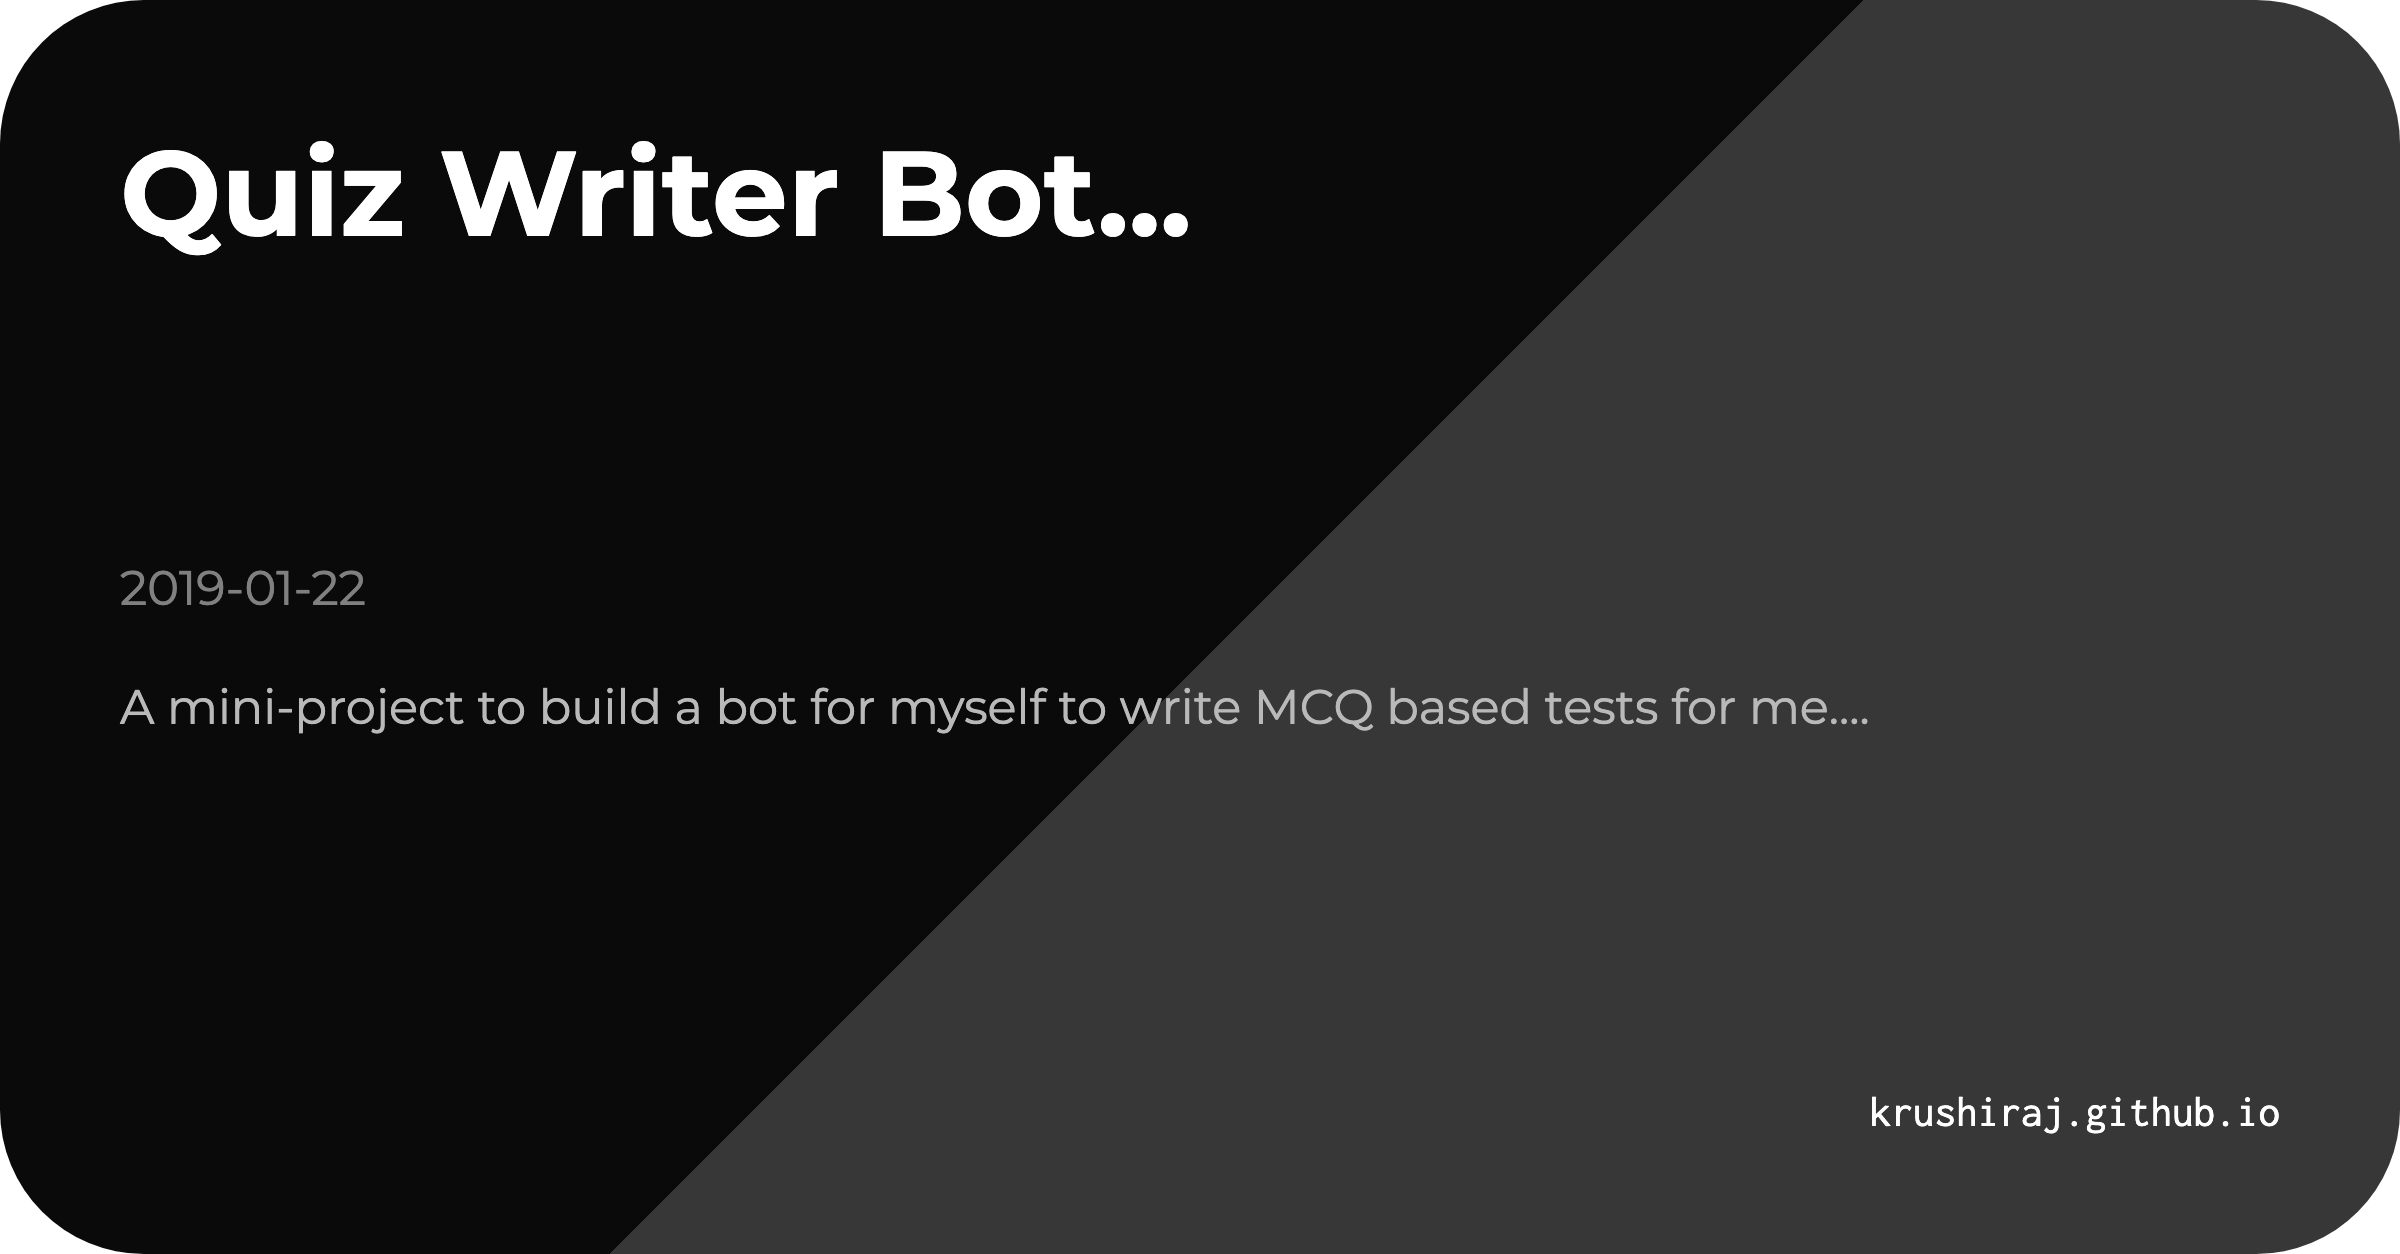 Quiz Writer Bot...
2019-01-22
A mini-project to build a bot for myself to write MCQ based tests for me....
krushiraj.github.io